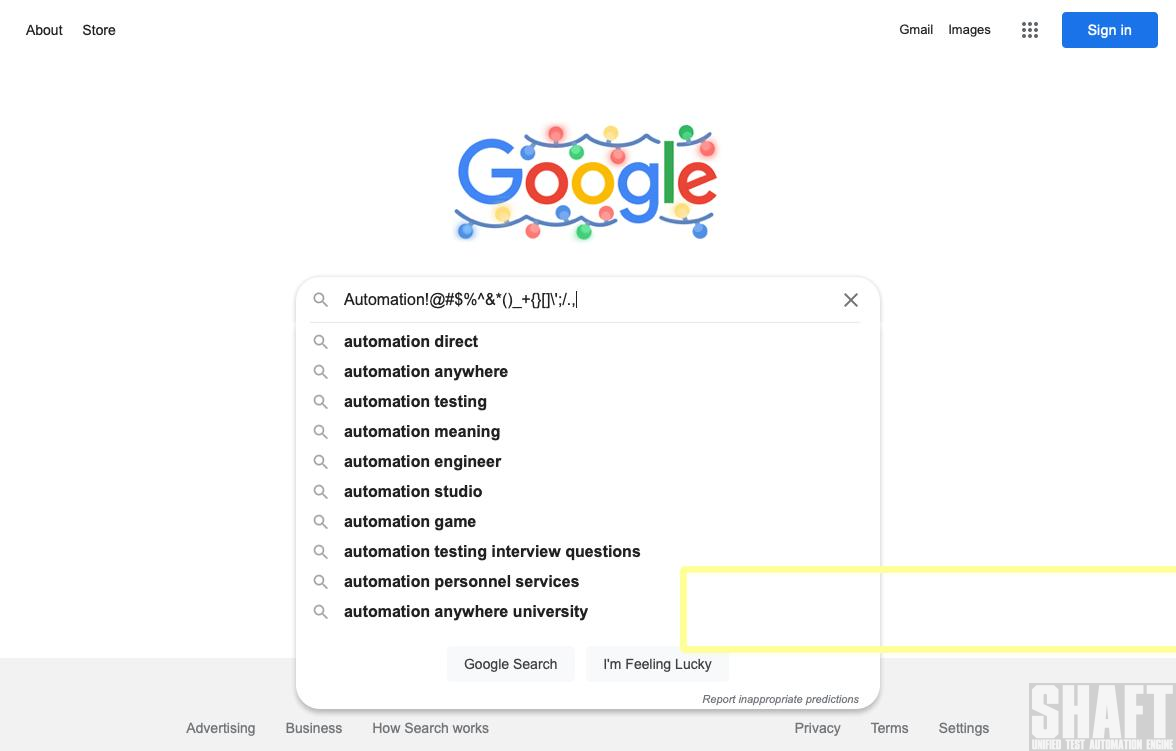 About Store
Gmail Images
Sign in
Google
Automation!@#$%^&*()_+{}[]\';/.,
automation direct
automation anywhere
automation testing
automation meaning
automation engineer
automation studio
automation game
automation testing interview questions
automation personnel services
automation anywhere university
Google Search I'm Feeling Lucky
Report inappropriate predictions
Advertising Business How Search works
Privacy Terms Settings
SHAFT
UNIFIED TEST AUTOMATION ENGINE